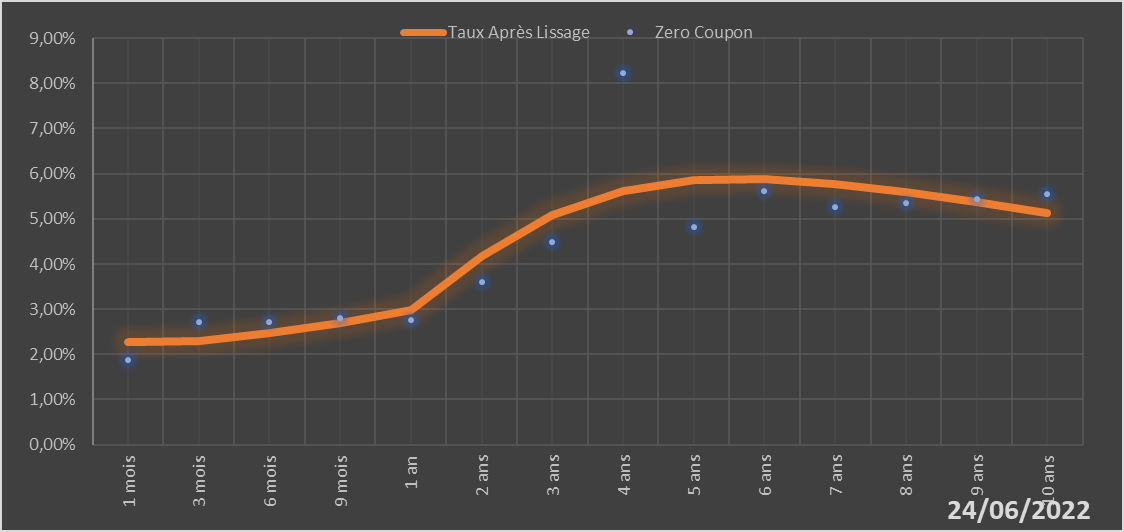 Taux Après Lissage Zero Coupon
9,00%
8,00%
7,00%
6,00%
5,00%
4,00%
3,00%
2,00%
1,00%
0,00%
1 mois
3 mois
6 mois
9 mois
1 an
2 ans
3 ans
4 ans
5 ans
6 ans
7 ans
8 ans
9 ans
10 ans
24/06/2022